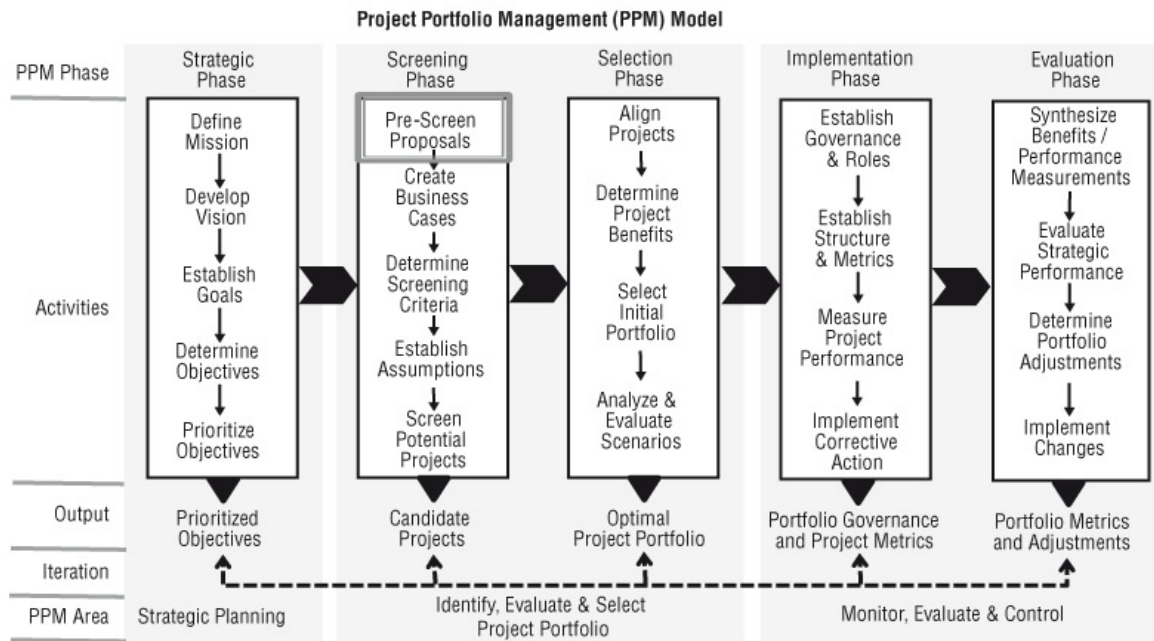 Project Portfolio Management (PPM) Model
PPM Phase
Strategic
Phase
Screening
Phase
Selection
Phase
Implementation
Phase
Evaluation
Phase
Activities
Define
Mission
Develop
Vision
Establish
Goals
Determine
Objectives
Prioritize
Objectives
Pre-Screen
Proposals
Create
Business
Cases
Determine
Screening
Criteria
Establish
Assumptions
Screen
Potential
Projects
Align
Projects
Determine
Project
Benefits
Select
Initial
Portfolio
Analyze &
Evaluate
Scenarios
Establish
Governance
& Roles
Establish
Structure
& Metrics
Measure
Project
Performance
Implement
Corrective
Action
Synthesize
Benefits /
Performance
Measurements
Evaluate
Strategic
Performance
Determine
Portfolio
Adjustments
Implement
Changes
Output
Prioritized
Objectives
Candidate
Projects
Optimal
Project Portfolio
Portfolio Governance
and Project Metrics
Portfolio Metrics
and Adjustments
Iteration
PPM Area
Strategic Planning
Identify, Evaluate & Select
Project Portfolio
Monitor, Evaluate & Control